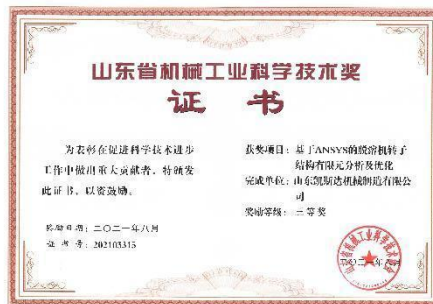 山东省机械工业科学技术奖
证 书
为表彰在促进科学技术进步
工作中做出重大贡献者，特颁发
此证书，以资鼓励。
奖励日期：二〇二一年八月
证 书 号：202103313
获奖项目：基于ANSYS的脱溶机转子
结构有限元分析及优化
完成单位：山东凯斯达机械制造有限公
司
奖励等级：三等奖